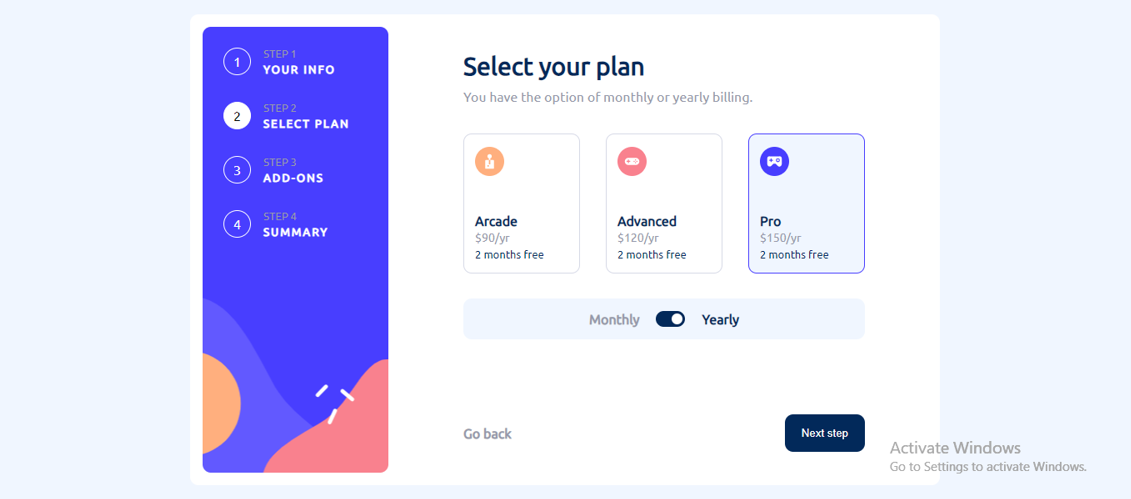 1
STEP 1
YOUR INFO
2
STEP 2
SELECT PLAN
3
STEP 3
ADD-ONS
4
STEP 4
SUMMARY
Select your plan
You have the option of monthly or yearly billing.
Arcade
$90/yr
2 months free
Advanced
$120/yr
2 months free
Pro
$150/yr
2 months free
Monthly
Yearly
Go back
Next step
Activate Windows
Go to Settings to activate Windows.